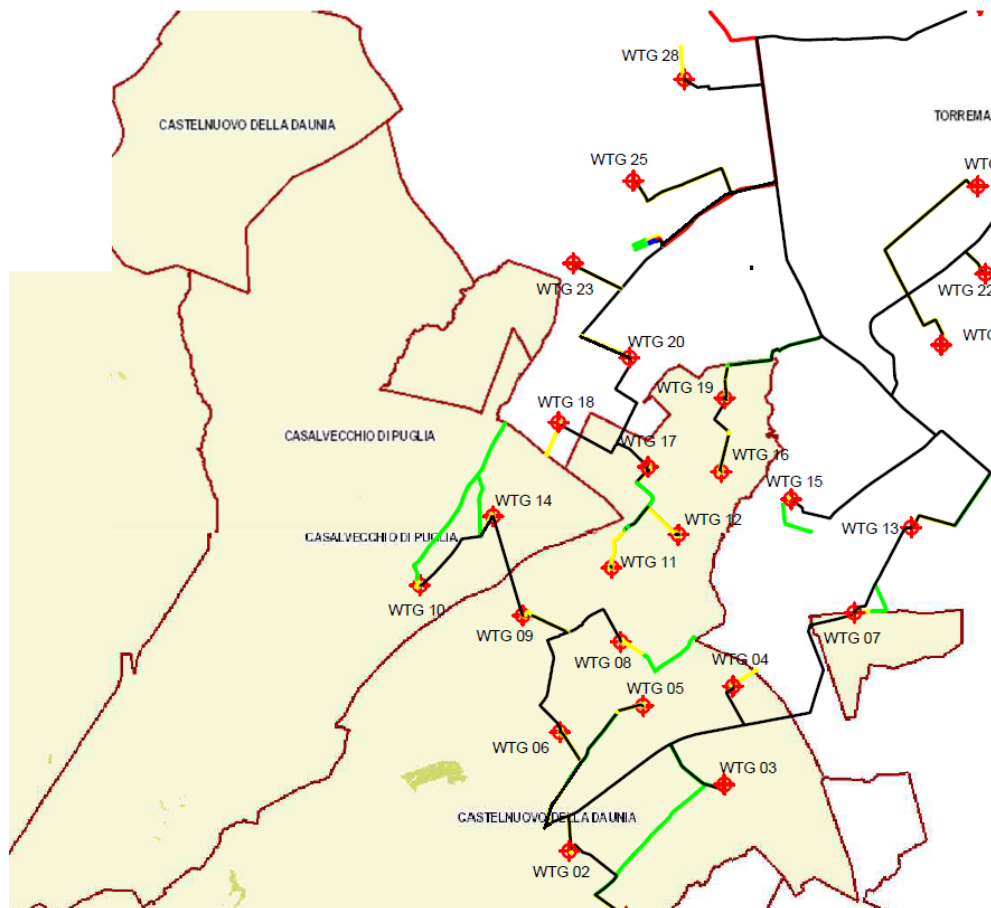 WTG 28
TORREMA
CASTELNUOVO DELLA DAUNIA
WTG 25
WTG
WTG 23
WTG 22
WTG 20
WTG
WTG 19
WTG 18
CASALVECCHIO DI PUGLIA
WTG 17
WTG 16
WTG 15
WTG 14
WTG 12
WTG 13
CASALVECCHIO DI PUGLIA
WTG 11
WTG 10
WTG 09
WTG 07
WTG 08
WTG 04
WTG 05
WTG 06
WTG 03
CASTELNUOVO DELLA DAUNIA
WTG 02